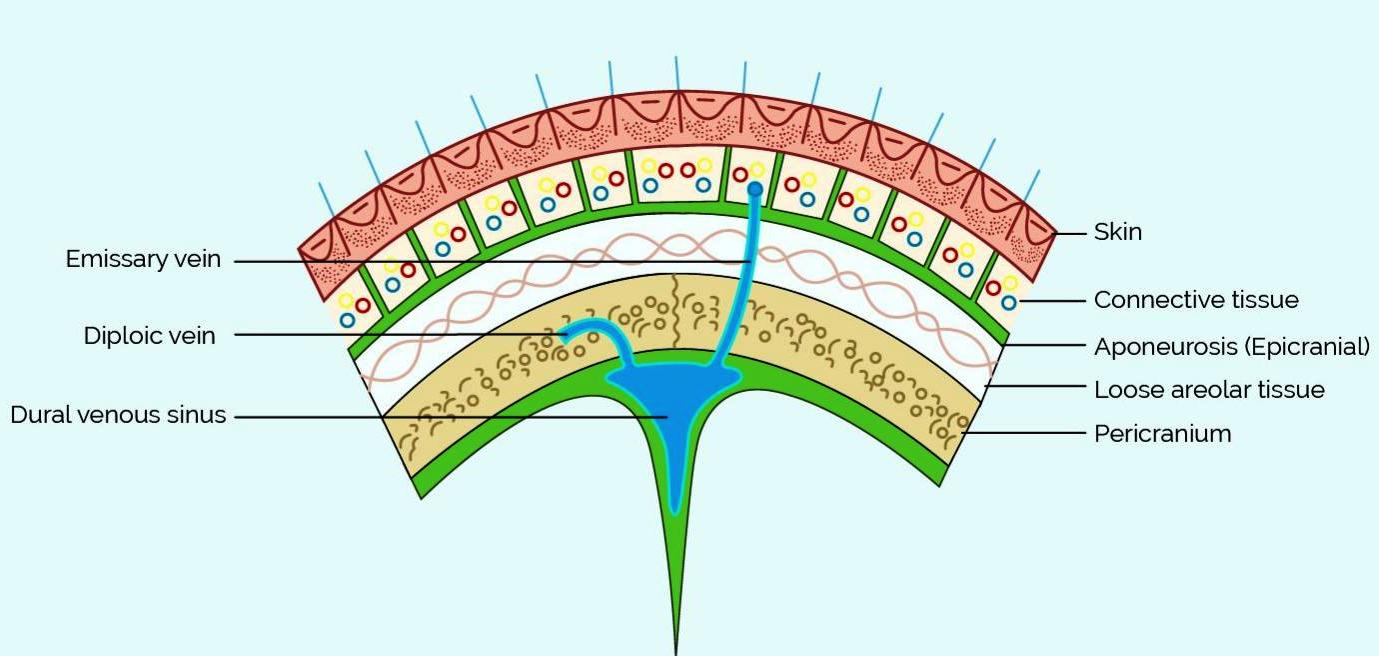 Emissary vein
Diploic vein
Dural venous sinus
Skin
Connective tissue
Aponeurosis (Epicranial)
Loose areolar tissue
Pericranium